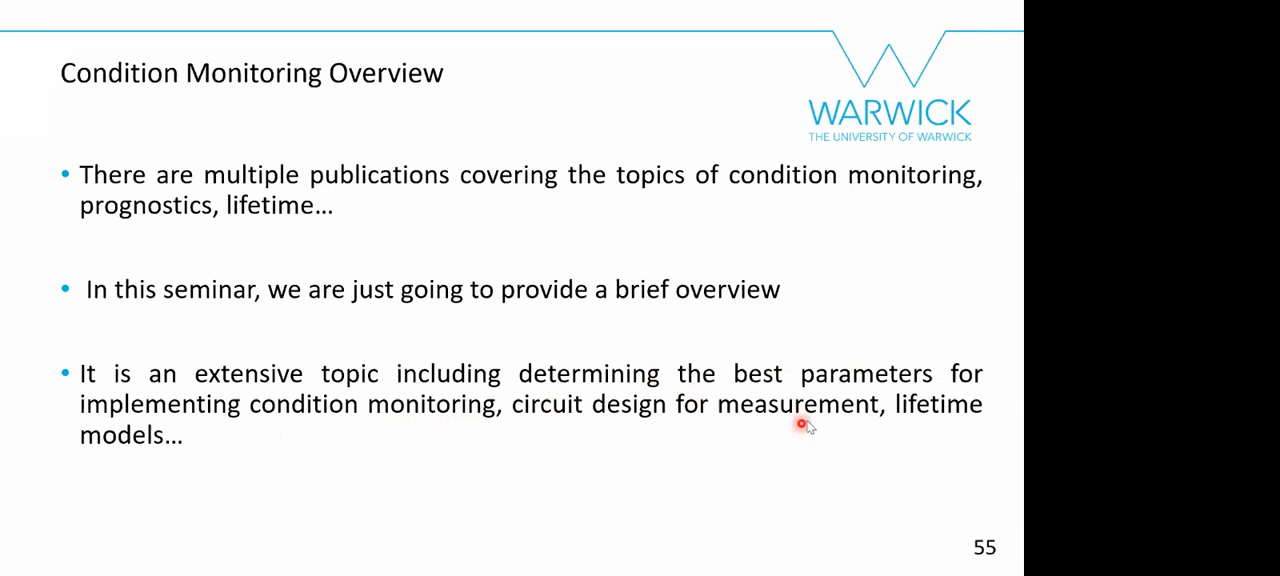 Condition Monitoring Overview
WARWICK
THE UNIVERSITY OF WARWICK
• There are multiple publications covering the topics of condition monitoring,
prognostics, lifetime…
• In this seminar, we are just going to provide a brief overview
• It is an extensive topic including determining the best parameters for
implementing condition monitoring, circuit design for measurement, lifetime
models…
55